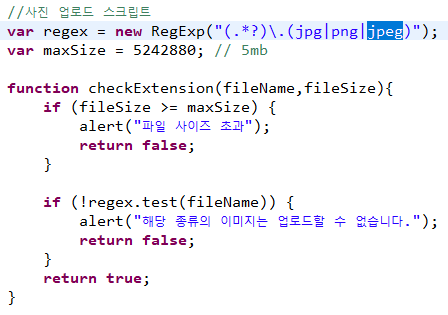 //사진 업로드 스크립트
var regex = new RegExp("(.*?)\.(jpg|png|jpeg)");
var maxSize = 5242880; // 5mb
function checkExtension(fileName,fileSize){
if (fileSize >= maxSize) {
alert("파일 사이즈 초과");
return false;
}
if (!regex.test(fileName)) {
alert("해당 종류의 이미지는 업로드할 수 없습니다.");
return false;
}
return true;
}